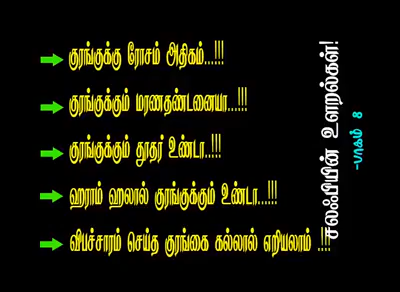 குரங்குக்கு ரோசம் அதிகம்...!!!
குரங்குக்கும் மரணதண்டனையா...!!!
குரங்குக்கும் தூதர் உண்டா..!!!
ஹராம் ஹலால் குரங்குக்கும் உண்டா...!!!
விபச்சாரம் செய்த குரங்கை கல்லால் எறியலாம் .!!!
சலஃபியின் உளறல்கள்!
-பாகம் 8